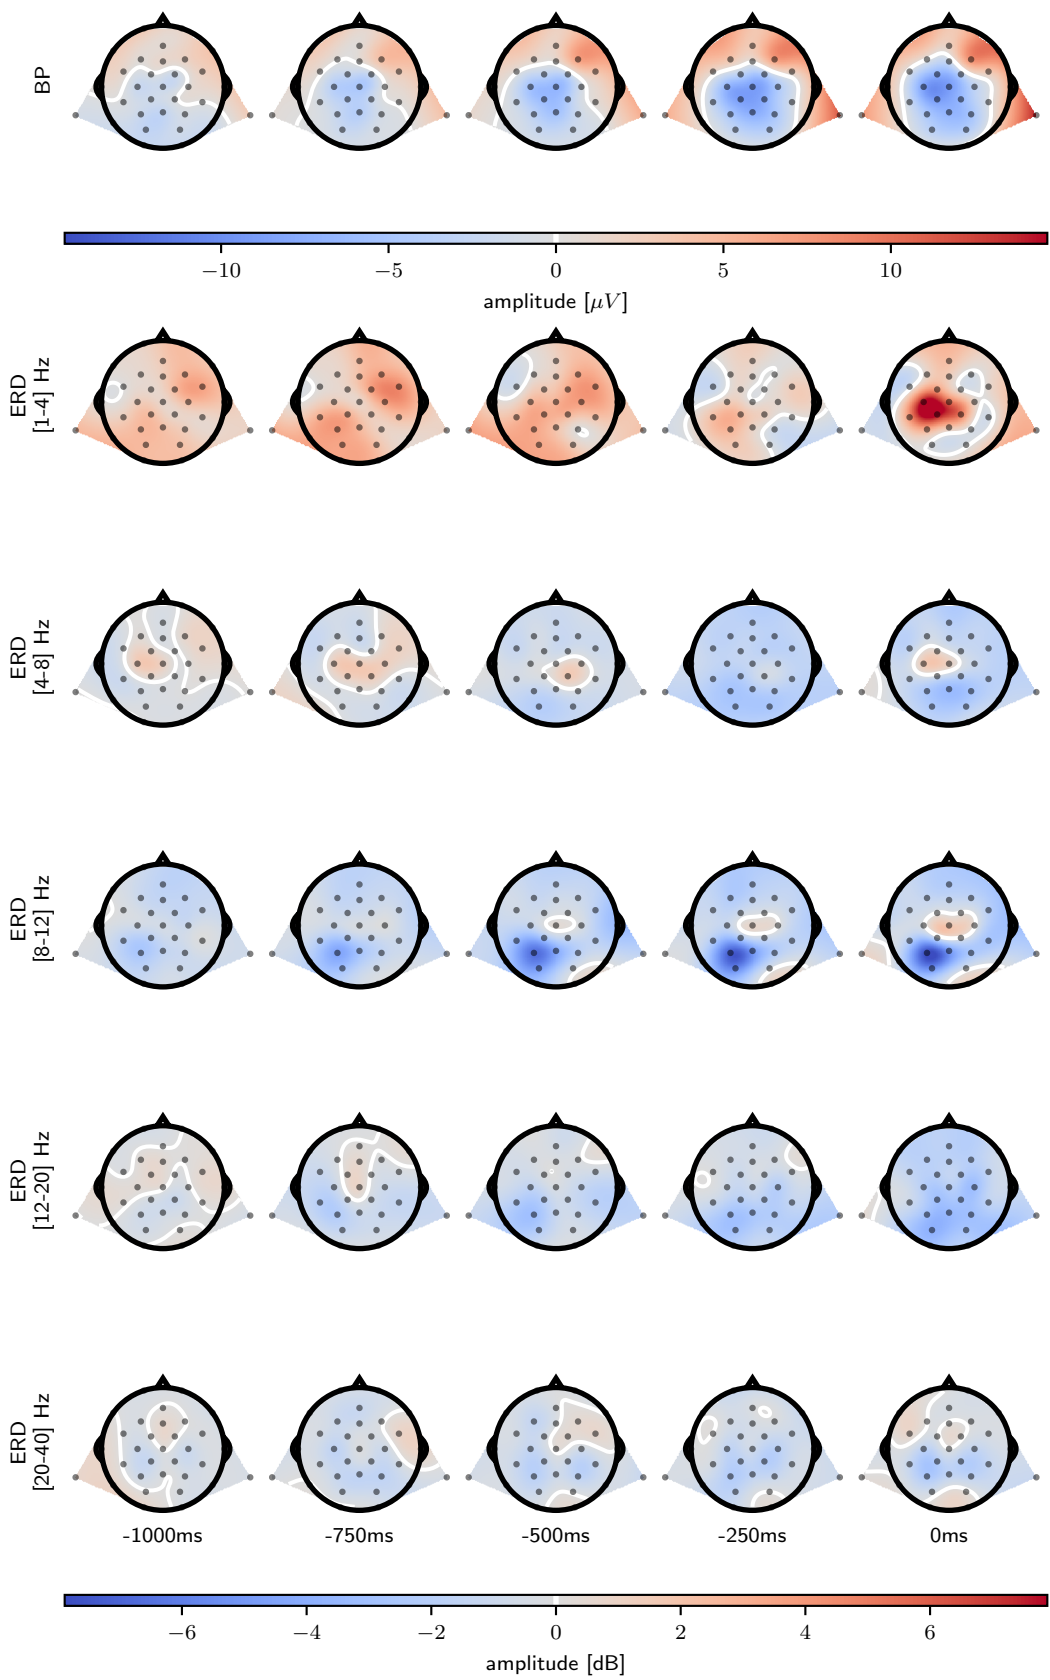 BP
−10 −5 0 5 10
amplitude [μV]
ERD
[1-4] Hz
ERD
[4-8] Hz
ERD
[8-12] Hz
ERD
[12-20] Hz
ERD
[20-40] Hz
-1000ms -750ms -500ms -250ms 0ms
−6 −4 −2 0 2 4 6
amplitude [dB]